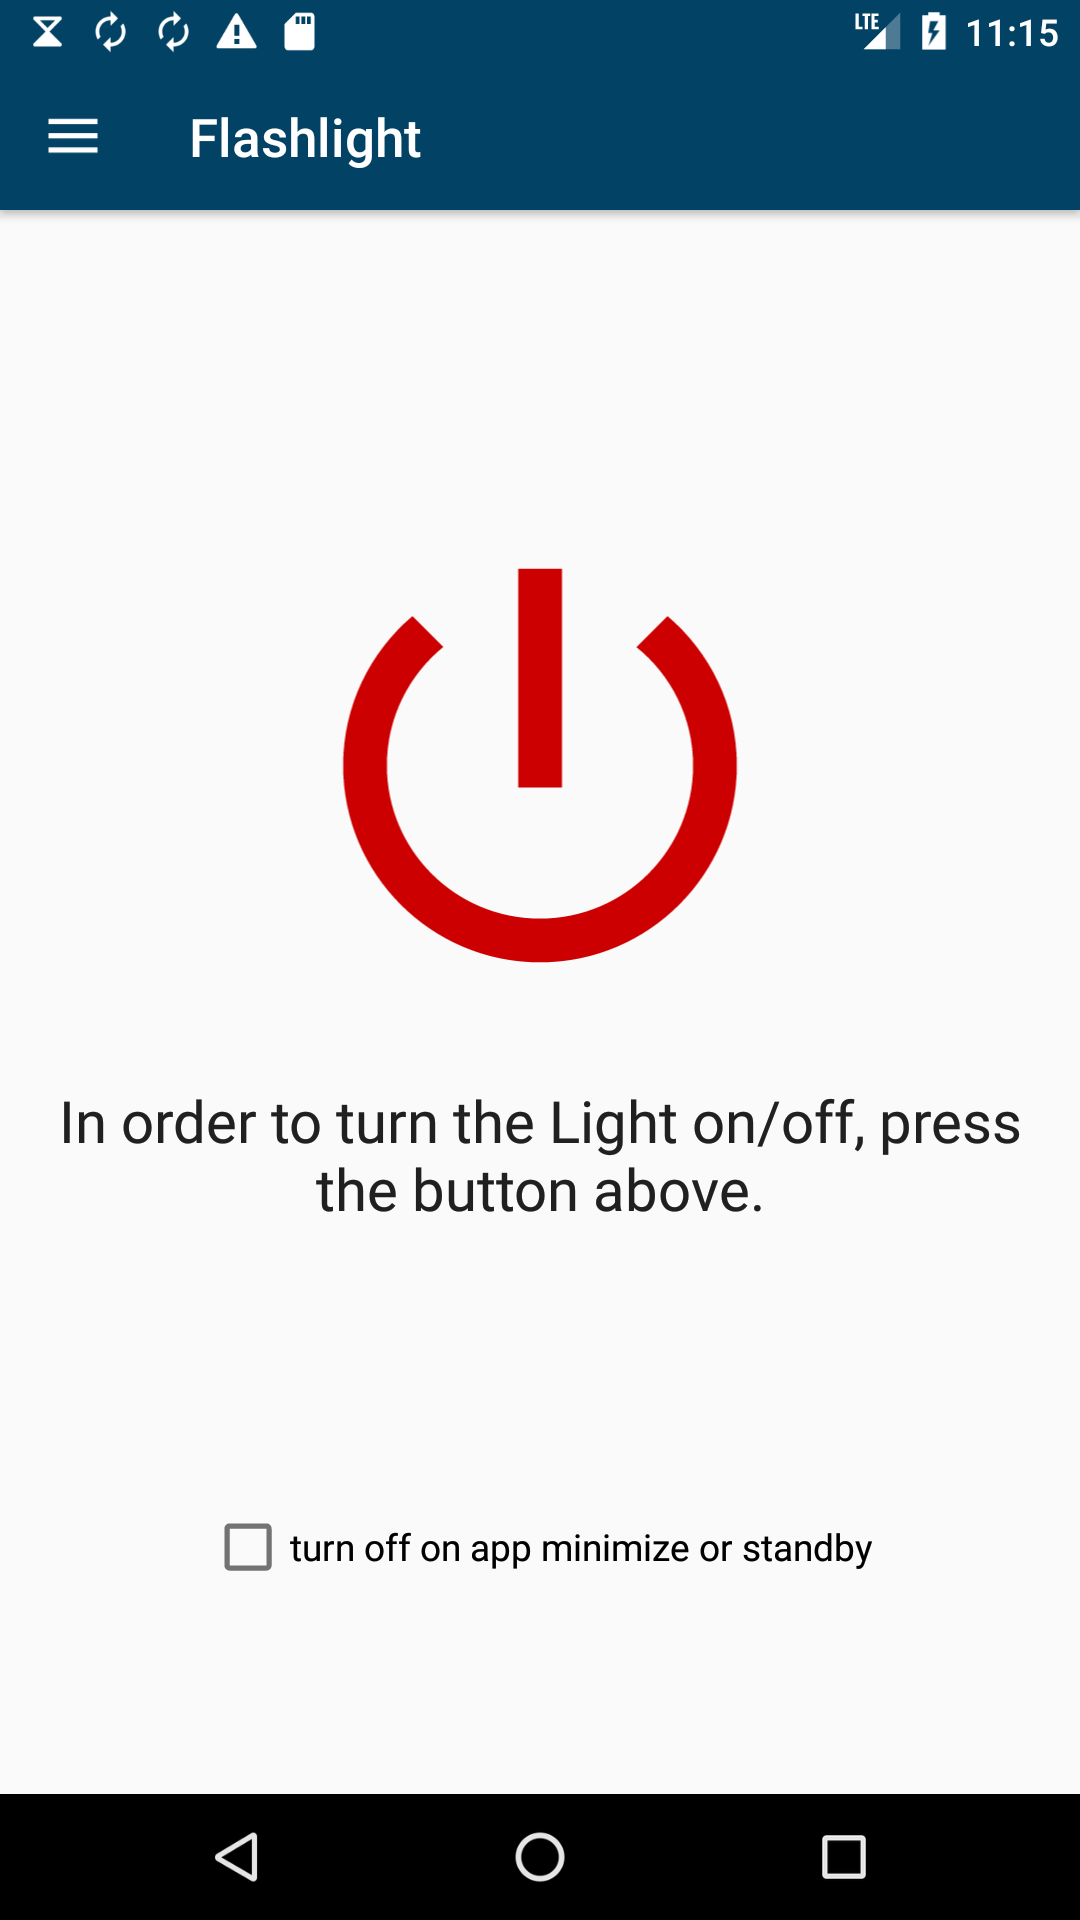 LTE 11:15
Flashlight
In order to turn the Light on/off, press
the button above.
turn off on app minimize or standby